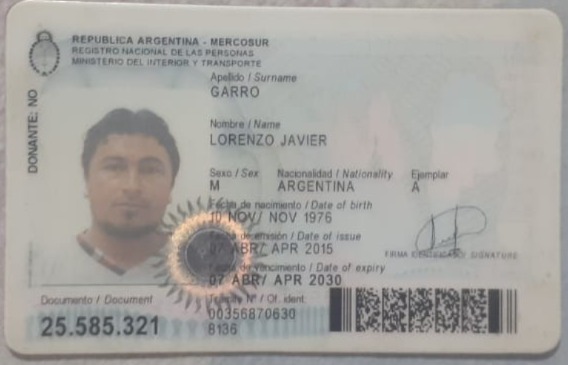 REPUBLICA ARGENTINA - MERCOSUR
REGISTRO NACIONAL DE LAS PERSONAS
MINISTERIO DEL INTERIOR Y TRANSPORTE
Apellido / Surname
GARRO
Nombre / Name
LORENZO JAVIER
Sexo / Sex Nacionalidad / Nationality Ejemplar
M ARGENTINA A
Fecha de nacimiento / Date of birth
10 NOV/ NOV 1976
Fecha de emisión / Date of issue
07 ABR/ APR 2015
FIRMA IDENTIFICADO / SIGNATURE
Fecha de vencimiento / Date of expiry
07 ABR/ APR 2030
Documento / Document
25.585.321
Trámite Nº / Of. ident.
00356870630
8136
DONANTE: NO